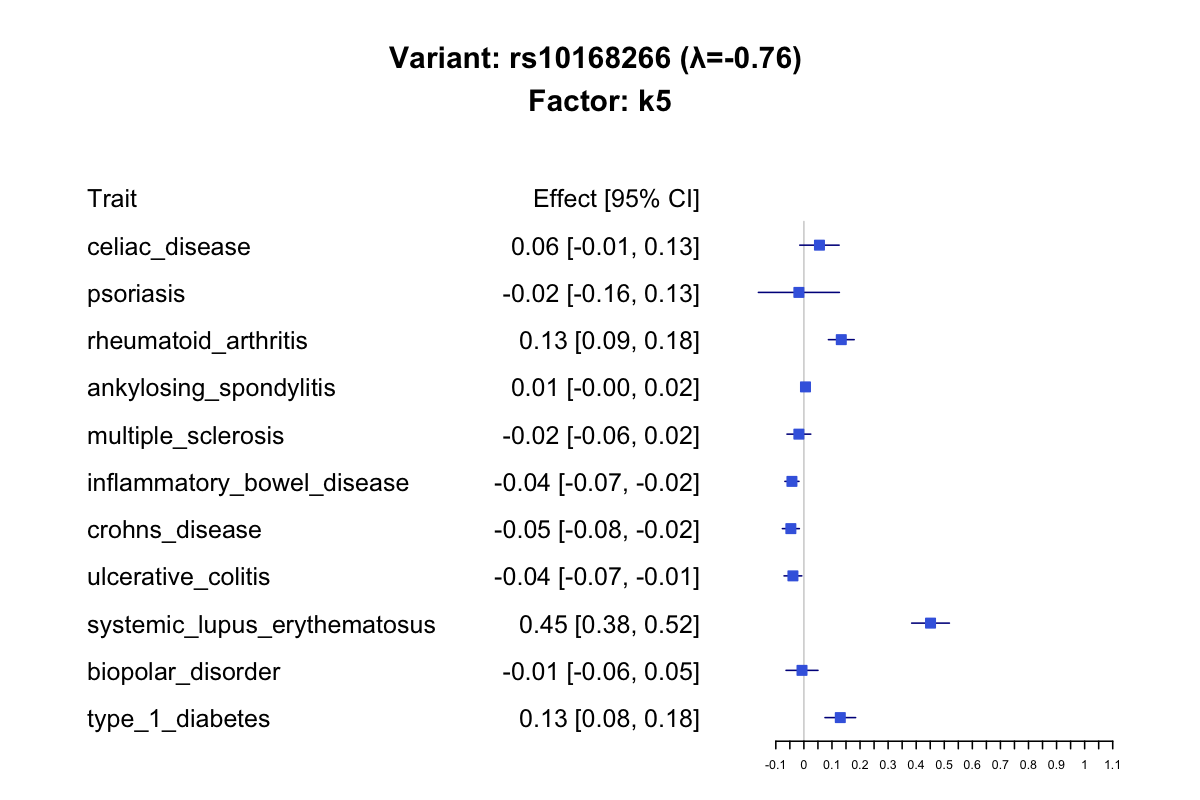 Variant: rs10168266 (λ=-0.76)
Factor: k5
Trait Effect [95% CI]
celiac_disease 0.06 [-0.01, 0.13]
psoriasis -0.02 [-0.16, 0.13]
rheumatoid_arthritis 0.13 [0.09, 0.18]
ankylosing_spondylitis 0.01 [-0.00, 0.02]
multiple_sclerosis -0.02 [-0.06, 0.02]
inflammatory_bowel_disease -0.04 [-0.07, -0.02]
crohns_disease -0.05 [-0.08, -0.02]
ulcerative_colitis -0.04 [-0.07, -0.01]
systemic_lupus_erythematosus 0.45 [0.38, 0.52]
biopolar_disorder -0.01 [-0.06, 0.05]
type_1_diabetes 0.13 [0.08, 0.18]
-0.1 0 0.1 0.2 0.3 0.4 0.5 0.6 0.7 0.8 0.9 1 1.1